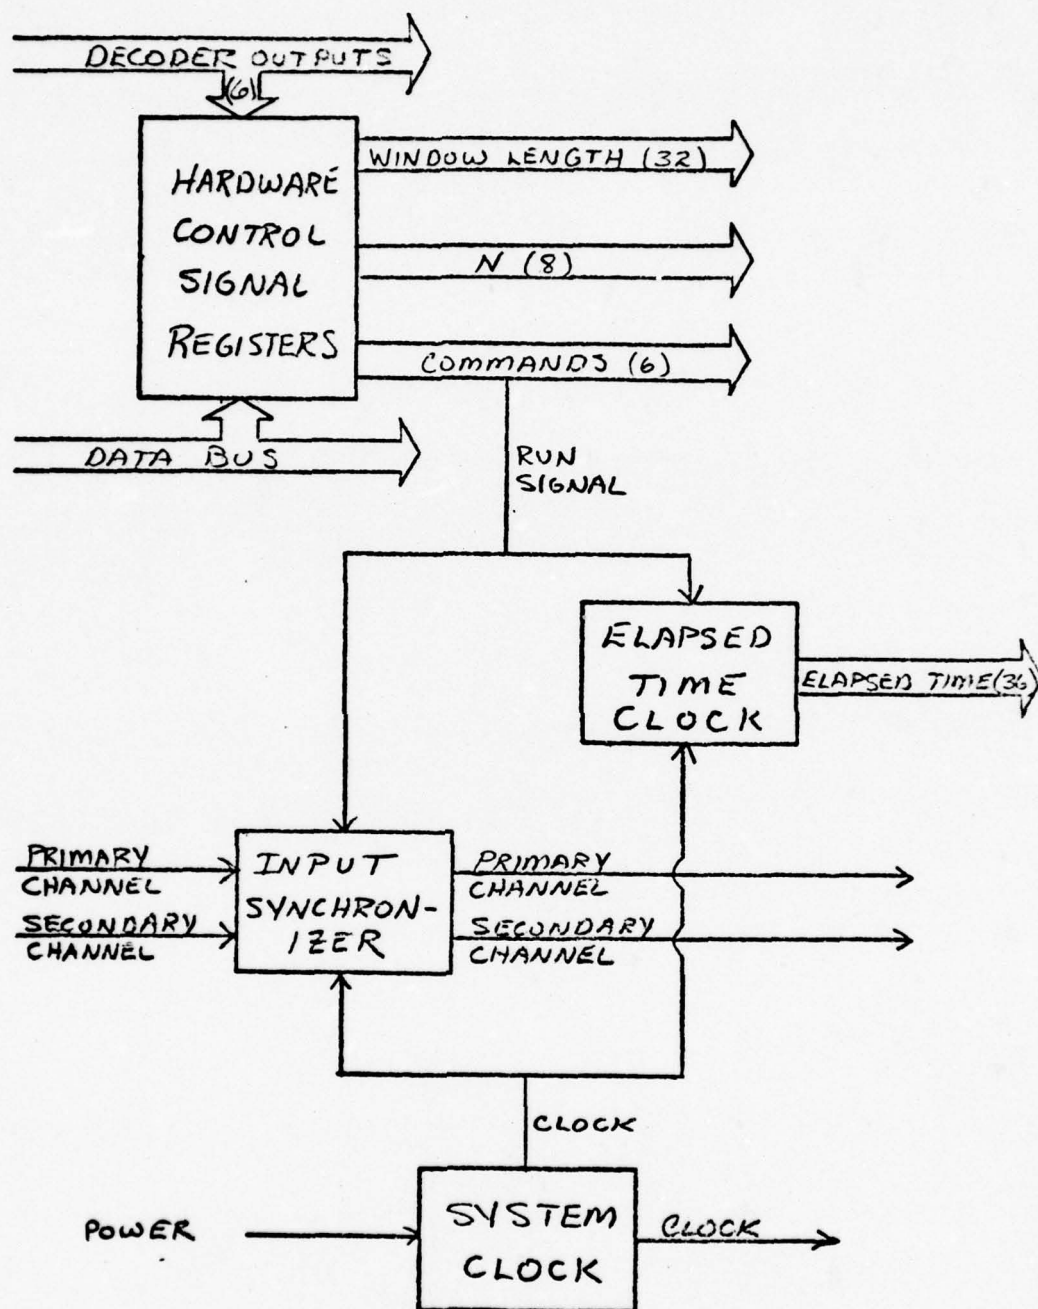 DECODER OUTPUTS
(6)
HARDWARE
CONTROL
SIGNAL
REGISTERS
WINDOW LENGTH (32)
N (8)
COMMANDS (6)
DATA BUS
RUN
SIGNAL
ELAPSED
TIME
CLOCK
ELAPSED TIME (36)
PRIMARY
CHANNEL
SECONDARY
CHANNEL
INPUT
SYNCHRON-
IZER
PRIMARY
CHANNEL
SECONDARY
CHANNEL
CLOCK
POWER
SYSTEM
CLOCK
CLOCK